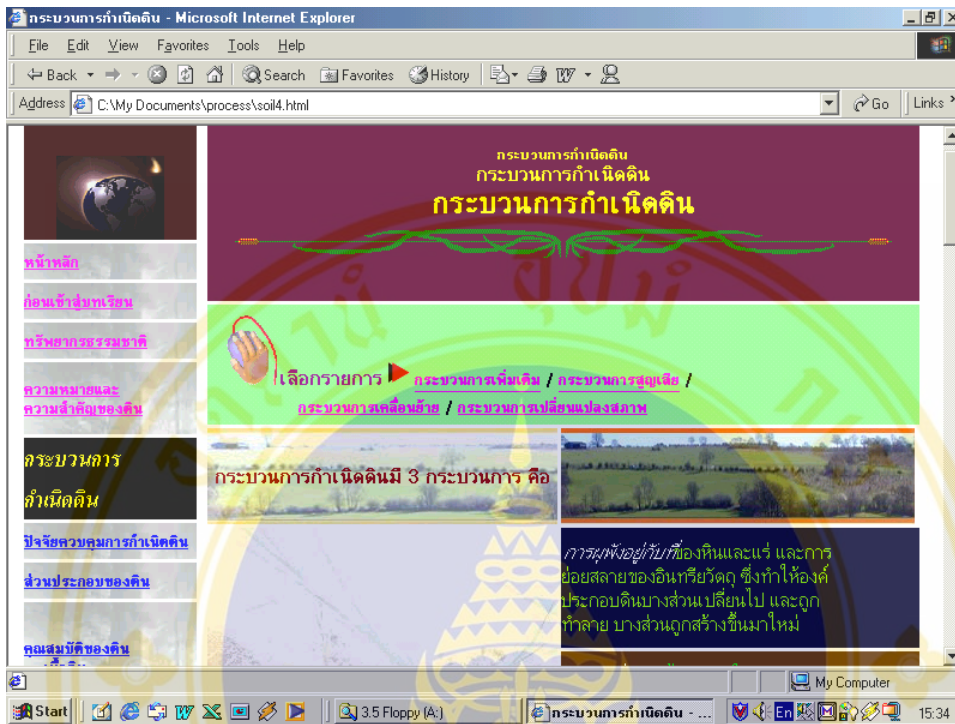 กระบวนการกำเนิดดิน - Microsoft Internet Explorer
File Edit View Favorites Tools Help
Back Search Favorites History
Address C:\My Documents\process\soil4.html Go Links
กระบวนการกำเนิดดิน
กระบวนการกำเนิดดิน
กระบวนการกำเนิดดิน
หน้าหลัก
ก่อนเข้าสู่บทเรียน
ทรัพยากรธรรมชาติ
ความหมายและ
ความสำคัญของดิน
กระบวนการ
กำเนิดดิน
ปัจจัยควบคุมการกำเนิดดิน
ส่วนประกอบของดิน
คุณสมบัติของดิน
เลือกรายการ กระบวนการเพิ่มเติม / กระบวนการสูญเสีย /
กระบวนการเคลื่อนย้าย / กระบวนการเปลี่ยนแปลงสภาพ
กระบวนการกำเนิดดินมี 3 กระบวนการ คือ
การผุพังอยู่กับที่ของหินและแร่ และการ
ย่อยสลายของอินทรียวัตถุ ซึ่งทำให้องค์
ประกอบดินบางส่วนเปลี่ยนไป และถูก
ทำลาย บางส่วนถูกสร้างขึ้นมาใหม่
My Computer
Start 3.5 Floppy (A:) กระบวนการกำเนิดดิน - ... En 15:34